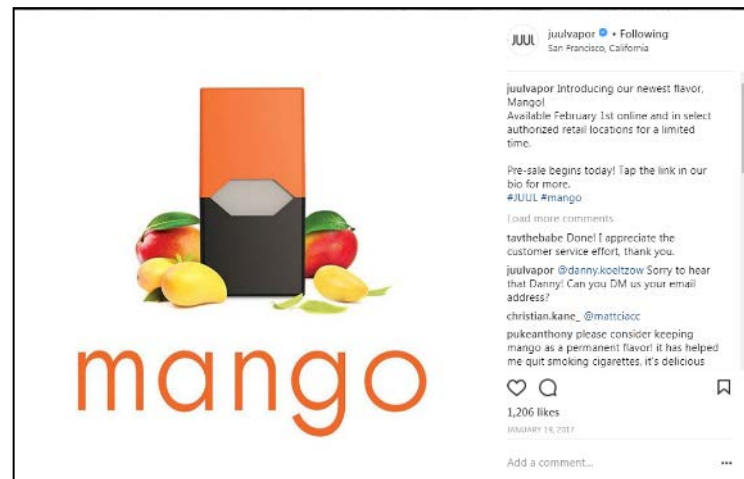 mango
JUUL
juulvapor • Following
San Francisco, California
juulvapor Introducing our newest flavor,
Mango!
Available February 1st online and in select
authorized retail locations for a limited
time.
Pre-sale begins today! Tap the link in our
bio for more.
#JUUL #mango
Load more comments
tavthebabe Done! I appreciate the
customer service effort, thank you.
juulvapor @danny.koeltzow Sorry to hear
that Danny! Can you DM us your email
address?
christian.kane_ @mattciacc
pukeanthony please consider keeping
mango as a permanent flavor! it has helped
me quit smoking cigarettes, it's delicious
1,206 likes
JANUARY 19, 2017
Add a comment...